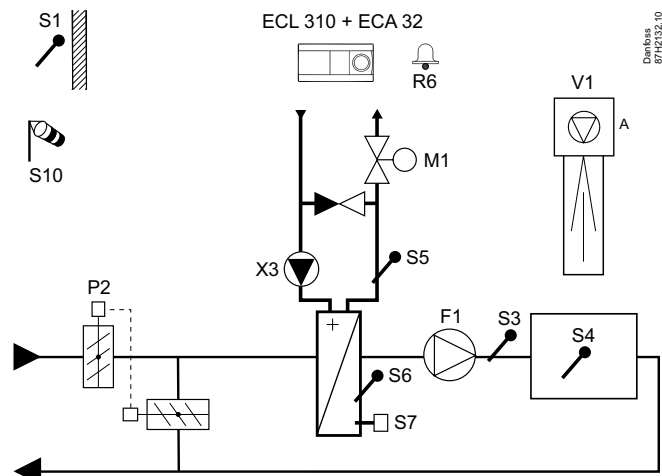 S1
ECL 310 + ECA 32
Danfoss
87H2132.10
R6
V1
A
S10
M1
X3
S5
P2
F1
S3
S4
+
S6
S7